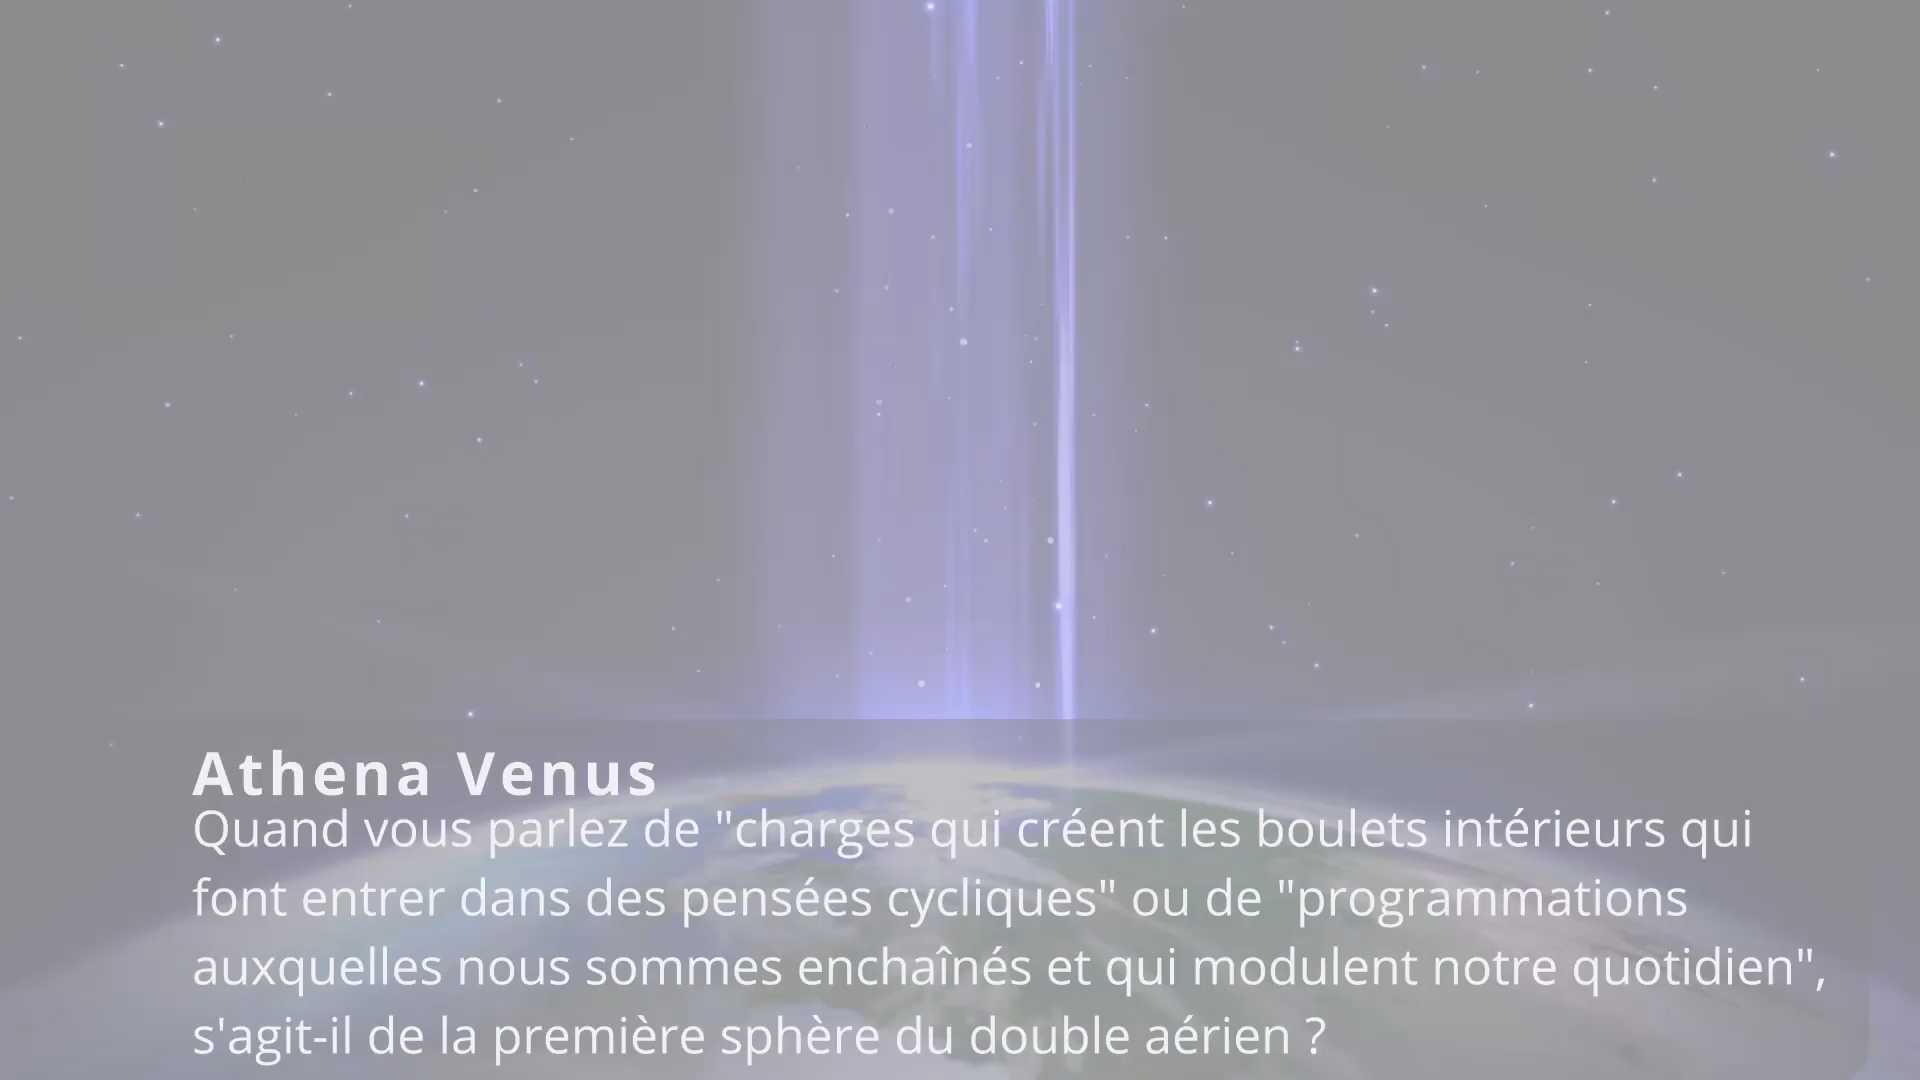 Athena Venus
Quand vous parlez de "charges qui créent les boulets intérieurs qui
font entrer dans des pensées cycliques" ou de "programmations
auxquelles nous sommes enchaînés et qui modulent notre quotidien",
s'agit-il de la première sphère du double aérien ?